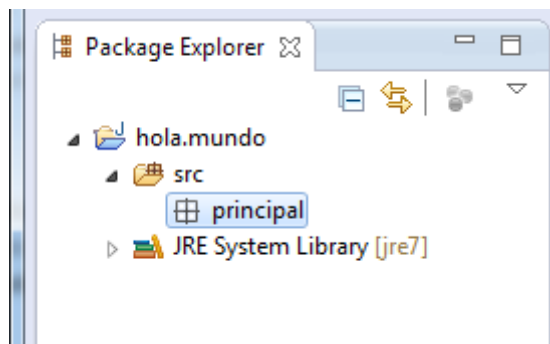 Package Explorer
hola.mundo
src
principal
JRE System Library [jre7]